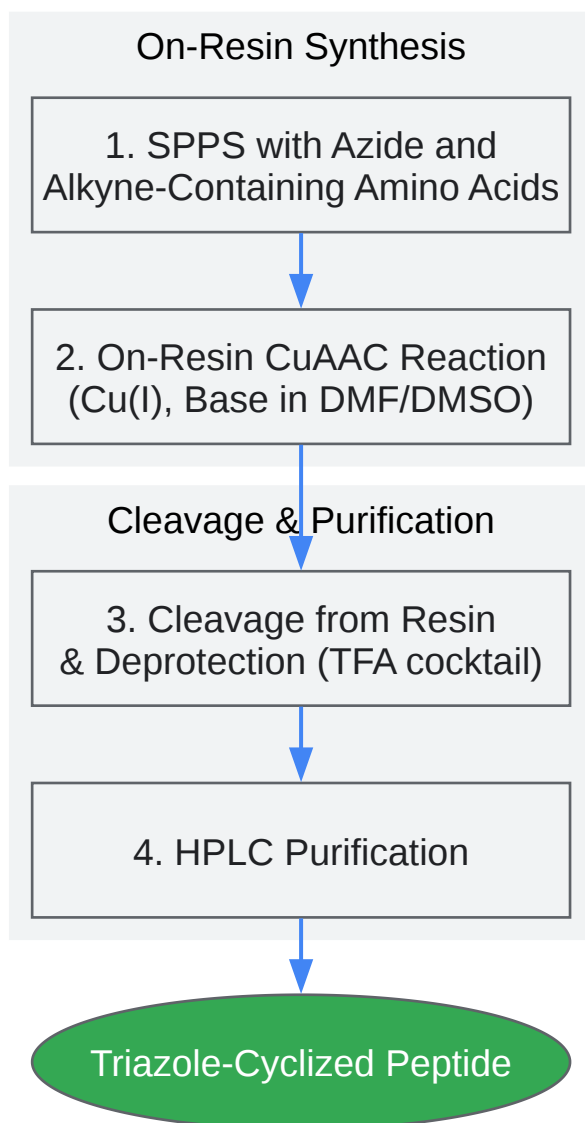 On-Resin Synthesis
1. SPPS with Azide and
Alkyne-Containing Amino Acids
2. On-Resin CuAAC Reaction
(Cu(I), Base in DMF/DMSO)
Cleavage & Purification
3. Cleavage from Resin
& Deprotection (TFA cocktail)
4. HPLC Purification
Triazole-Cyclized Peptide